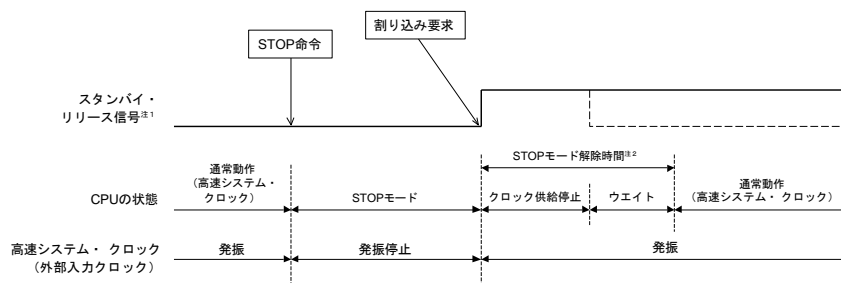 割り込み要求
STOP命令
スタンバイ・
リリース信号注1
STOPモード解除時間注2
通常動作
(高速システム・
クロック)
通常動作
(高速システム・ クロック)
CPUの状態
STOPモード
クロック供給停止
ウエイト
高速システム・ クロック
(外部入力クロック)
発振
発振停止
発振